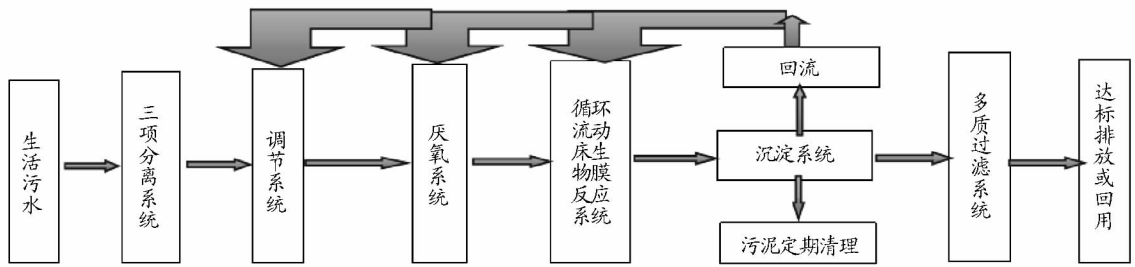 生活污水
三项分离系统
调节系统
厌氧系统
循环
流动
床生
物膜
反应
系统
回流
沉淀系统
污泥定期清理
多质过滤系统
达标排放或回用